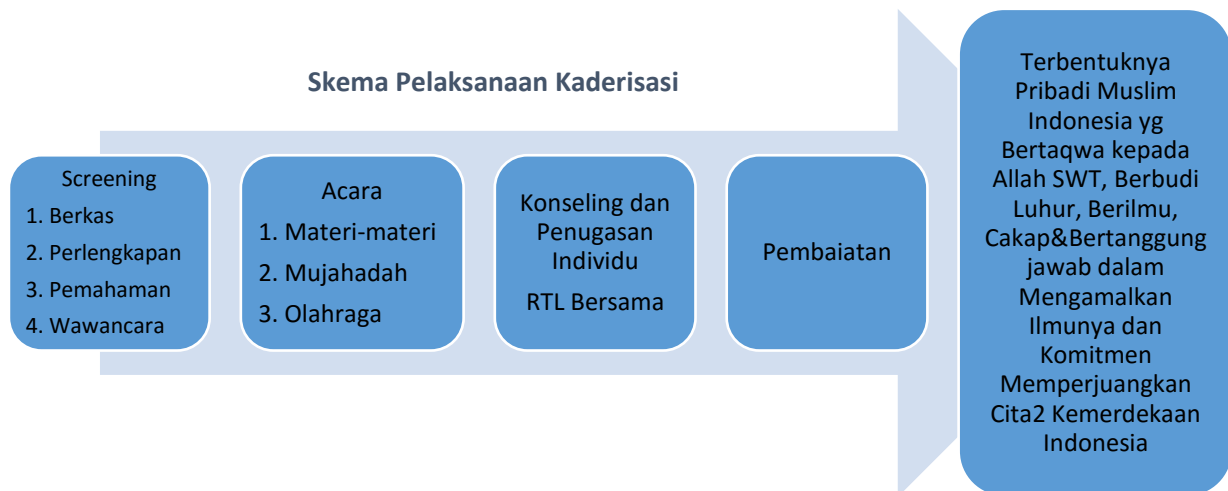 Skema Pelaksanaan Kaderisasi
Screening
1. Berkas
2. Perlengkapan
3. Pemahaman
4. Wawancara
Acara
1. Materi-materi
2. Mujahadah
3. Olahraga
Konseling dan
Penugasan
Individu
RTL Bersama
Pembaiatan
Terbentuknya
Pribadi Muslim
Indonesia yg
Bertaqwa kepada
Allah SWT, Berbudi
Luhur, Berilmu,
Cakap&Bertanggung
jawab dalam
Mengamalkan
Ilmunya dan
Komitmen
Memperjuangkan
Cita2 Kemerdekaan
Indonesia